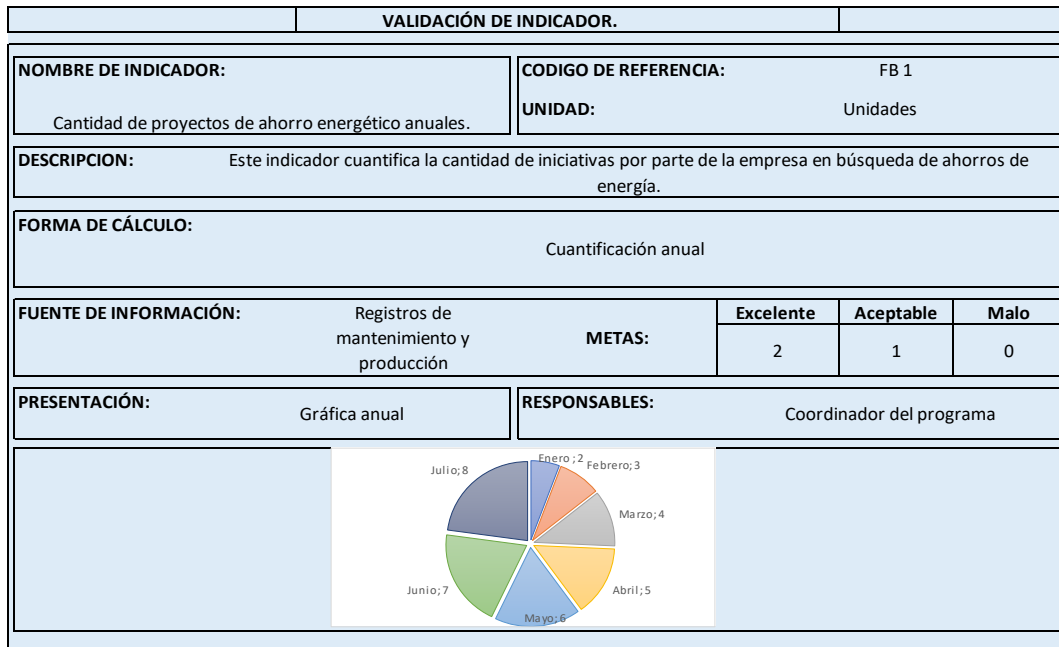 VALIDACIÓN DE INDICADOR.
NOMBRE DE INDICADOR:
Cantidad de proyectos de ahorro energético anuales.
CODIGO DE REFERENCIA: FB 1
UNIDAD: Unidades
DESCRIPCION: Este indicador cuantifica la cantidad de iniciativas por parte de la empresa en búsqueda de ahorros de
energía.
FORMA DE CÁLCULO:
Cuantificación anual
FUENTE DE INFORMACIÓN: Registros de
mantenimiento y
producción
METAS:
Excelente Aceptable Malo
2 1 0
PRESENTACIÓN: Gráfica anual
RESPONSABLES: Coordinador del programa
Enero ; 2
Febrero; 3
Marzo; 4
Abril; 5
Mayo; 6
Junio; 7
Julio; 8